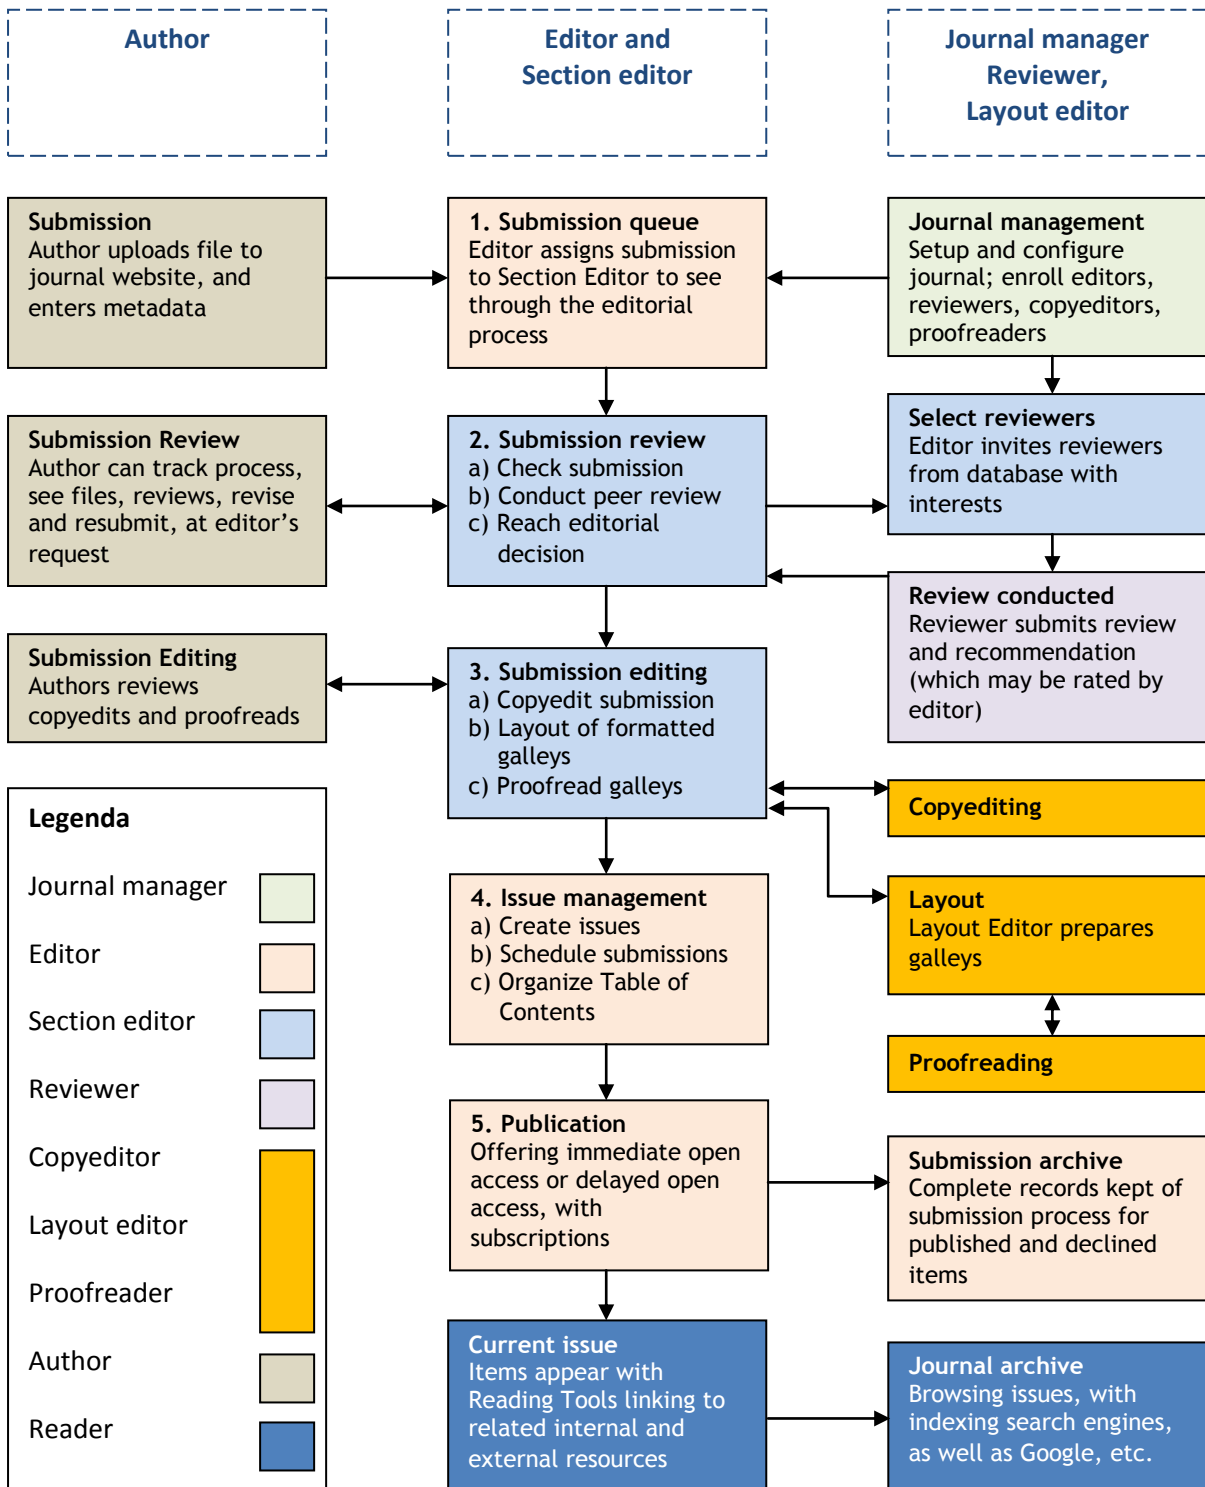 Author
Editor and
Section editor
Journal manager
Reviewer,
Layout editor
Submission
Author uploads file to
journal website, and
enters metadata
1. Submission queue
Editor assigns submission
to Section Editor to see
through the editorial
process
Journal management
Setup and configure
journal; enroll editors,
reviewers, copyeditors,
proofreaders
Submission Review
Author can track process,
see files, reviews, revise
and resubmit, at editor’s
request
2. Submission review
a) Check submission
b) Conduct peer review
c) Reach editorial
decision
Select reviewers
Editor invites reviewers
from database with
interests
Review conducted
Reviewer submits review
and recommendation
(which may be rated by
editor)
Submission Editing
Authors reviews
copyedits and proofreads
3. Submission editing
a) Copyedit submission
b) Layout of formatted
galleys
c) Proofread galleys
Copyediting
Layout
Layout Editor prepares
galleys
Proofreading
4. Issue management
a) Create issues
b) Schedule submissions
c) Organize Table of
Contents
5. Publication
Offering immediate open
access or delayed open
access, with
subscriptions
Submission archive
Complete records kept of
submission process for
published and declined
items
Current issue
Items appear with
Reading Tools linking to
related internal and
external resources
Journal archive
Browsing issues, with
indexing search engines,
as well as Google, etc.
Legenda
Journal manager
Editor
Section editor
Reviewer
Copyeditor
Layout editor
Proofreader
Author
Reader